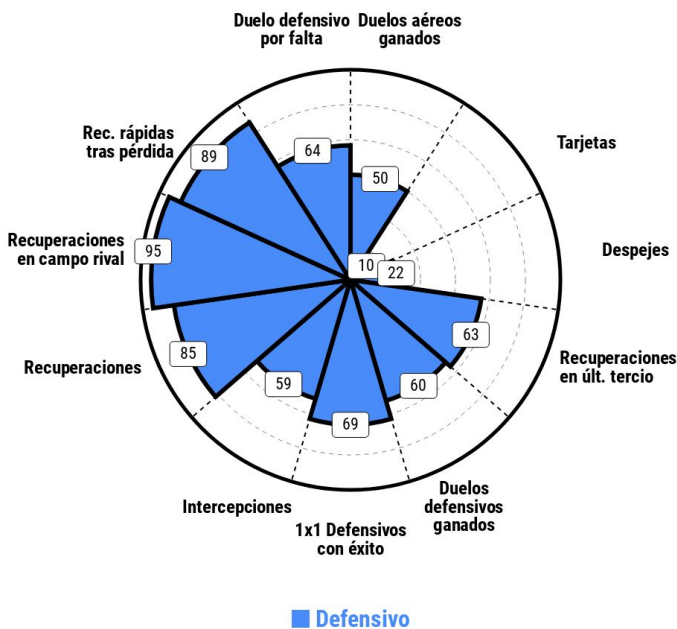 Duelo defensivo
por falta
Duelos aéreos
ganados
Tarjetas
Despejes
Recuperaciones
en últ. tercio
Duelos
defensivos
ganados
1x1 Defensivos
con éxito
Intercepciones
Recuperaciones
Recuperaciones
en campo rival
Rec. rápidas
tras pérdida
64
50
10
22
63
60
69
59
85
95
89
Defensivo